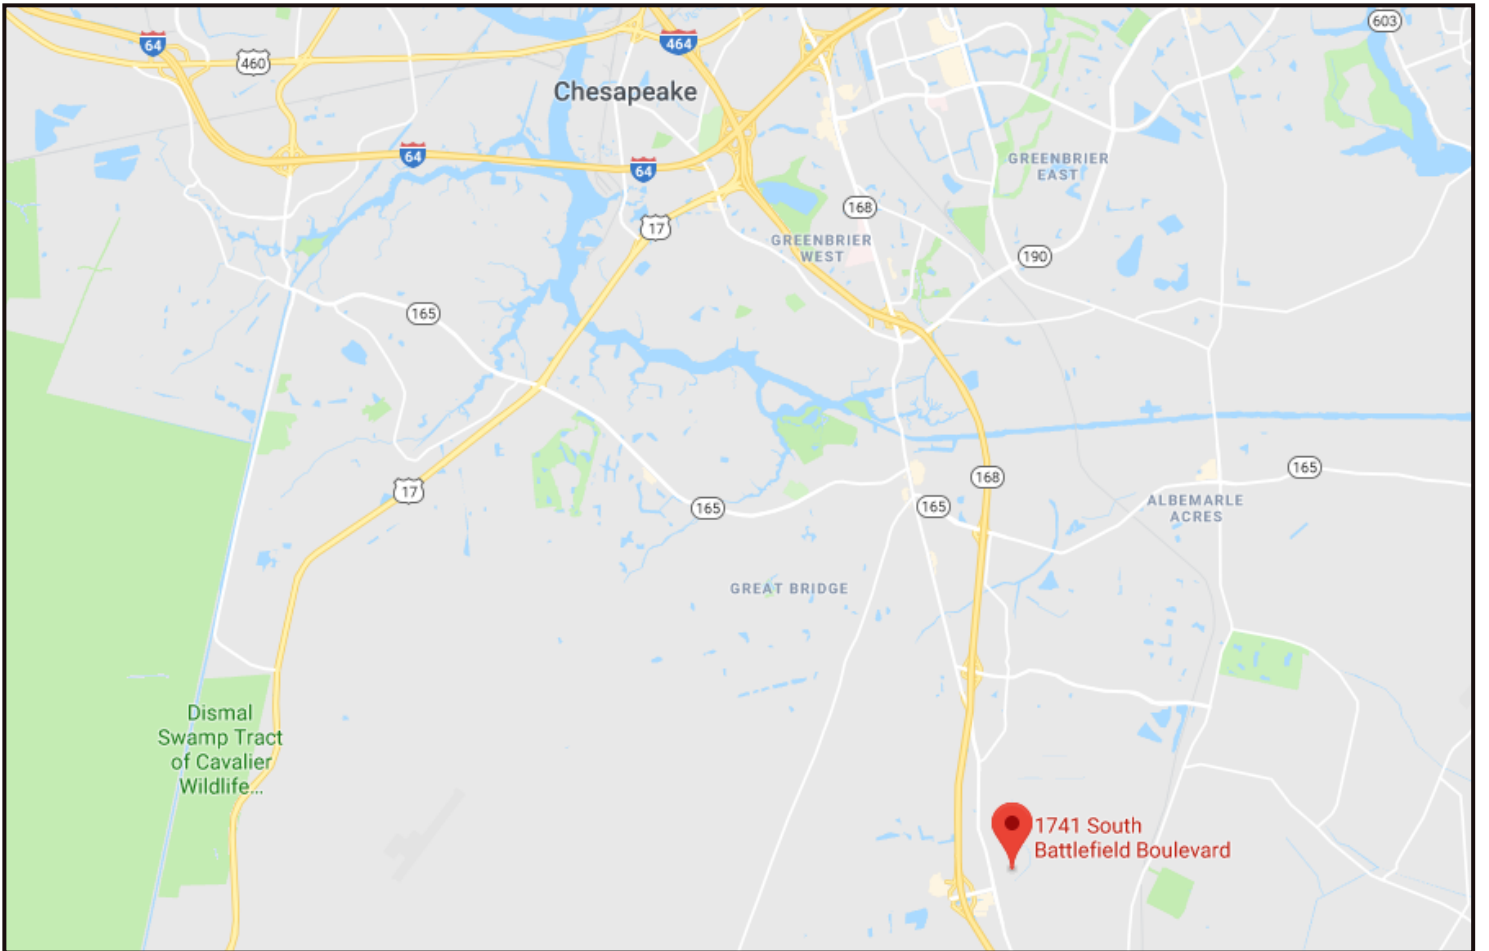 603
64
460
464
Chesapeake
64
64
GREENBRIER
EAST
168
17
GREENBRIER
WEST
190
165
165
168
17
165
165
ALBEMARLE
ACRES
GREAT BRIDGE
Dismal
Swamp Tract
of Cavalier
Wildlife...
1741 South
Battlefield Boulevard